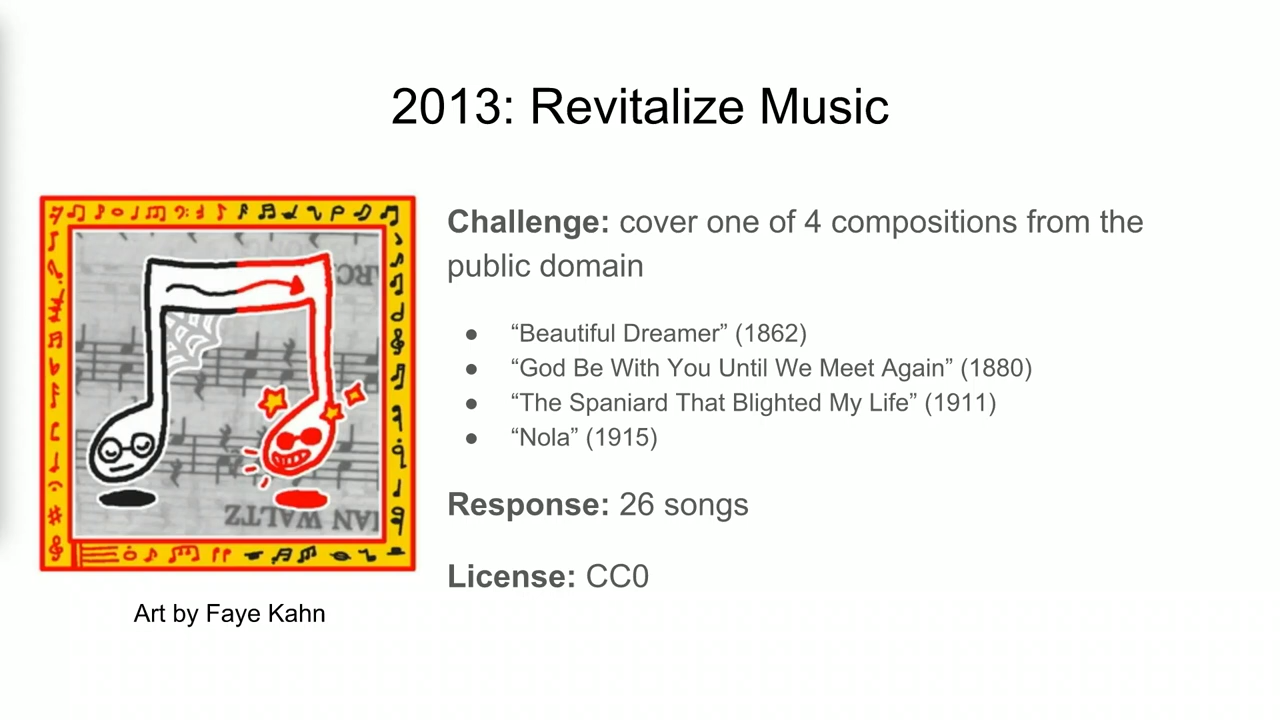 2013: Revitalize Music
Challenge: cover one of 4 compositions from the
public domain
● “Beautiful Dreamer” (1862)
● “God Be With You Until We Meet Again” (1880)
● “The Spaniard That Blighted My Life” (1911)
● “Nola” (1915)
Response: 26 songs
License: CC0
IAN WALTZ
Art by Faye Kahn